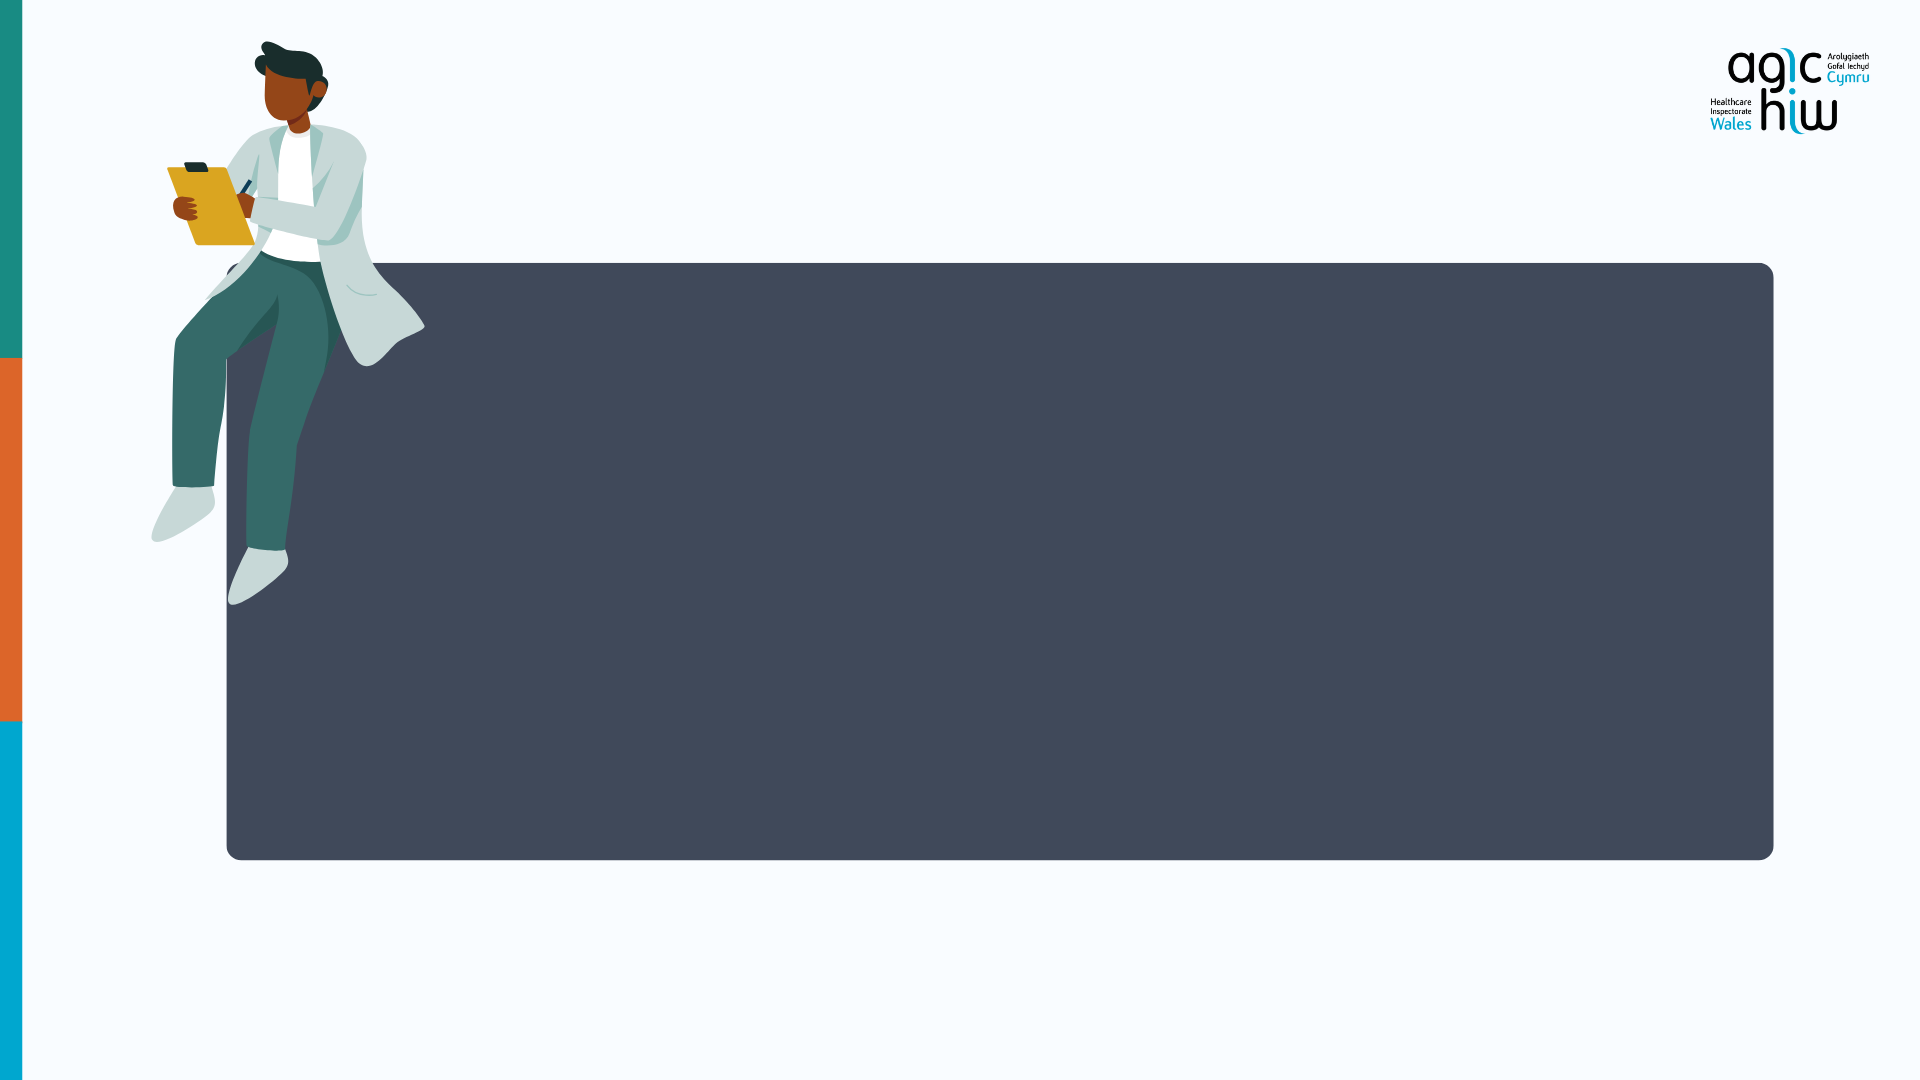 agic
Arolygiaeth
Gofal Iechyd
Cymru
Healthcare
Inspectorate
Wales
hiw